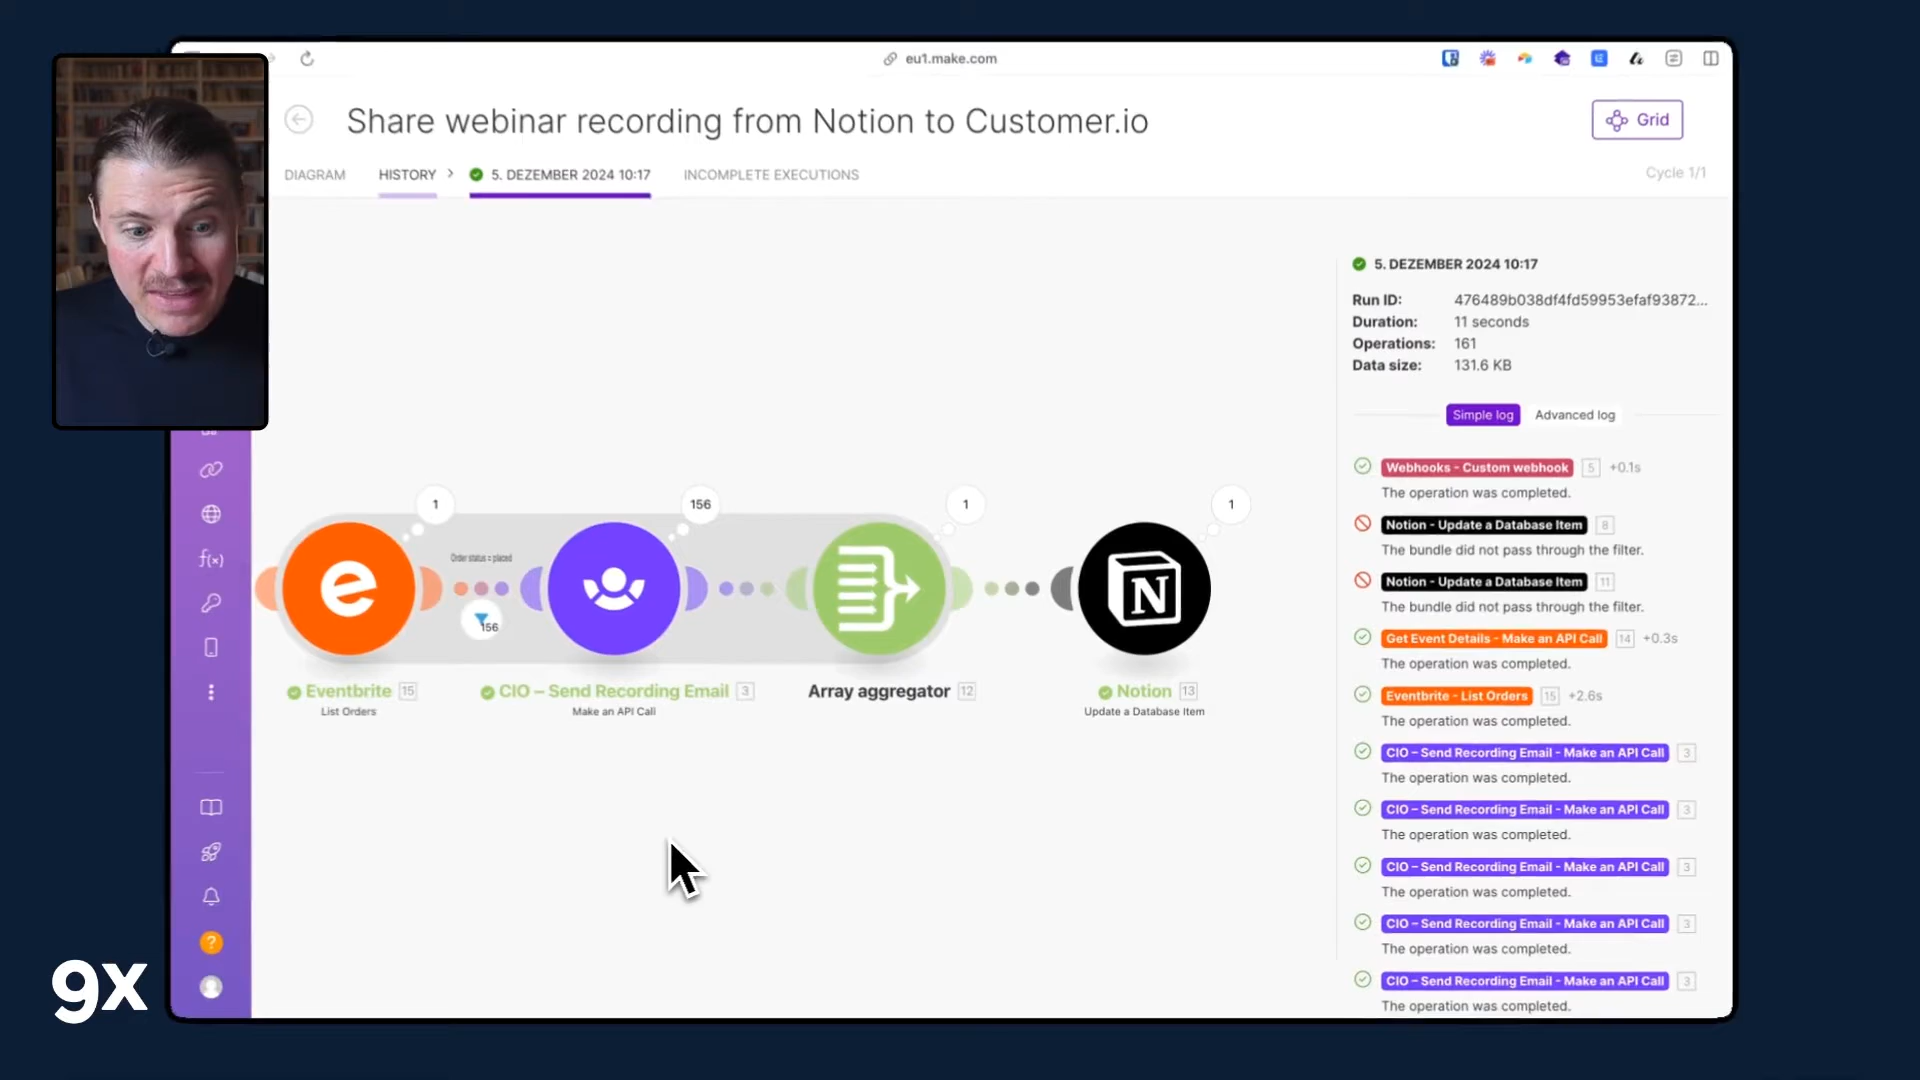 eu1.make.com
Share webinar recording from Notion to Customer.io
Grid
DIAGRAM
HISTORY
5. DEZEMBER 2024 10:17
INCOMPLETE EXECUTIONS
Cycle 1/1
5. DEZEMBER 2024 10:17
Run ID: 476489b038df4fd59953efaf93872...
Duration: 11 seconds
Operations: 161
Data size: 131.6 KB
Simple log Advanced log
Webhooks - Custom webhook 5 +0.1s
The operation was completed.
Notion - Update a Database Item 8
The bundle did not pass through the filter.
Notion - Update a Database Item 11
The bundle did not pass through the filter.
Get Event Details - Make an API Call 14 +0.3s
The operation was completed.
Eventbrite - List Orders 15 +2.6s
The operation was completed.
CIO – Send Recording Email - Make an API Call 3
The operation was completed.
CIO – Send Recording Email - Make an API Call 3
The operation was completed.
CIO – Send Recording Email - Make an API Call 3
The operation was completed.
CIO – Send Recording Email - Make an API Call 3
The operation was completed.
CIO – Send Recording Email - Make an API Call 3
The operation was completed.
1
156
1
1
Order status = placed
156
e
N
Eventbrite 15
List Orders
CIO – Send Recording Email 3
Make an API Call
Array aggregator 12
Notion 13
Update a Database Item
f(x)
?
9x